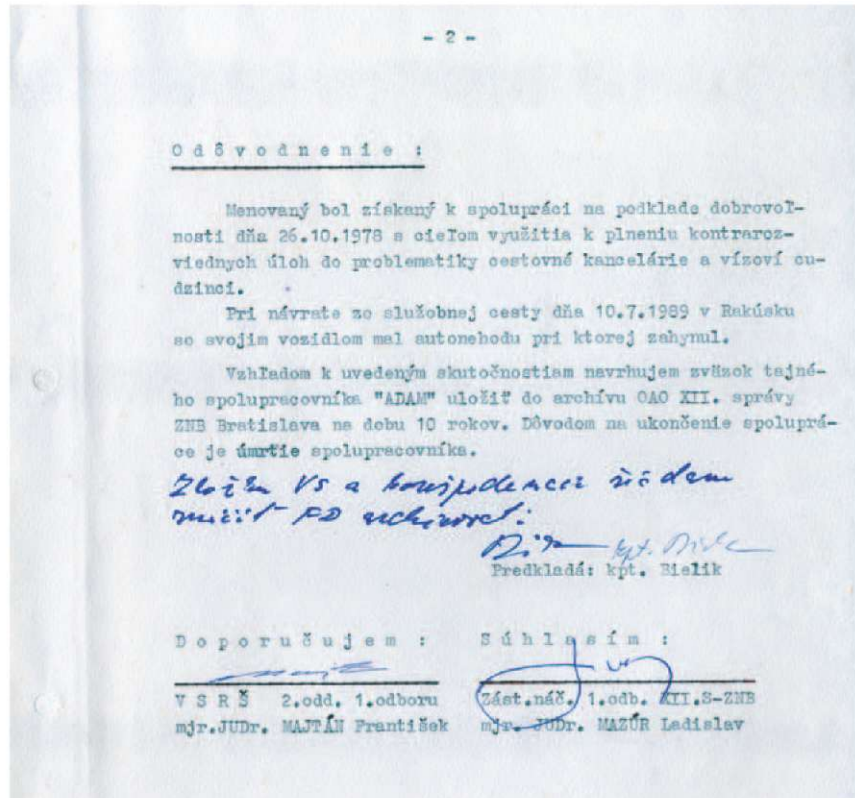 - 2 -
Odôvodnenie :
Menovaný bol získaný k spolupráci na podklade dobrovoľ-
nosti dňa 26.10.1978 s cieľom využitia k plneniu kontraroz-
viedných úloh do problematiky cestovné kancelárie a vízoví cu-
dzinci.
Pri návrate zo služobnej cesty dňa 10.7.1989 v Rakúsku
so svojim vozidlom mal autonehodu pri ktorej zahynul.
Vzhľadom k uvedeným skutočnostiam navrhujem zväzok tajné-
ho spolupracovníka "ADAM" uložiť do archívu OAO XII. správy
ZNB Bratislava na dobu 10 rokov. Dôvodom na ukončenie spoluprá-
ce je úmrtie spolupracovníka.
VS a žiadam
kpt.
Predkladá: kpt. Bielik
Doporučujem : Súhlasím :
VSRŠ 2.odd. 1.odboru Zást.náč. 1.odb. XII.S-ZNB
mjr.JUDr. MAJTÁN František mjr. JUDr. MAZÚR Ladislav